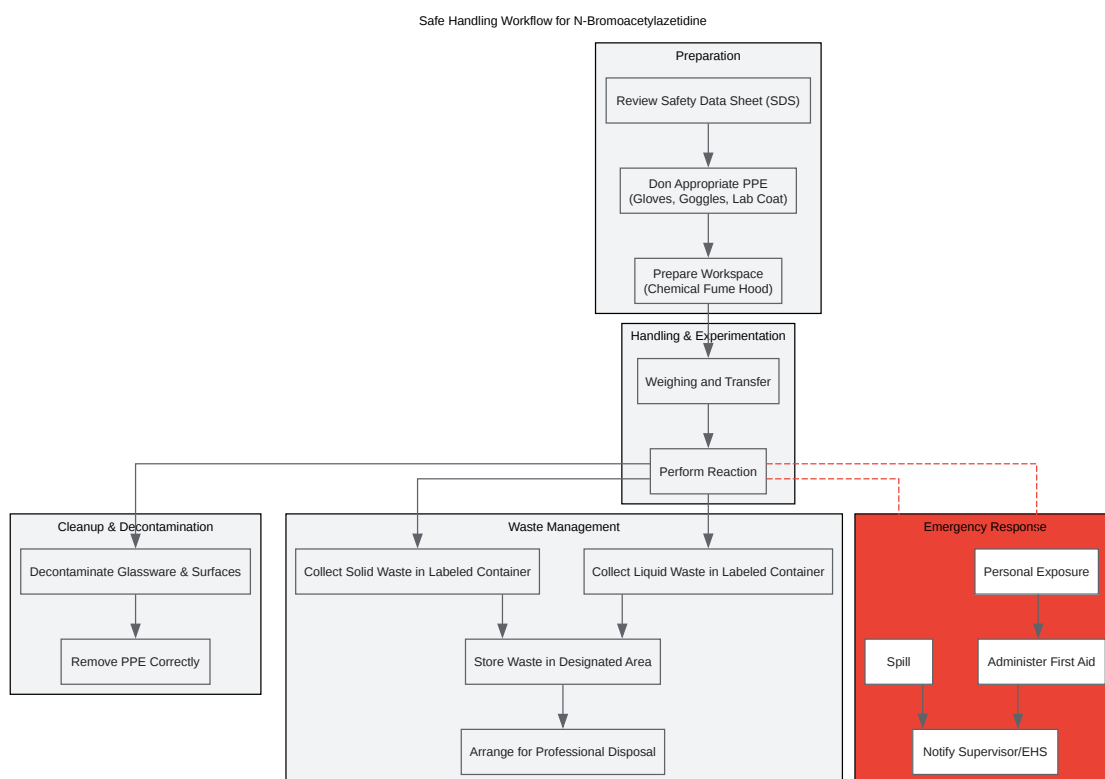 Safe Handling Workflow for N-Bromoacetylazetidine
Preparation
Review Safety Data Sheet (SDS)
Don Appropriate PPE
(Gloves, Goggles, Lab Coat)
Prepare Workspace
(Chemical Fume Hood)
Handling & Experimentation
Weighing and Transfer
Perform Reaction
Cleanup & Decontamination
Decontaminate Glassware & Surfaces
Remove PPE Correctly
Waste Management
Collect Solid Waste in Labeled Container
Collect Liquid Waste in Labeled Container
Store Waste in Designated Area
Arrange for Professional Disposal
Emergency Response
Personal Exposure
Spill
Administer First Aid
Notify Supervisor/EHS